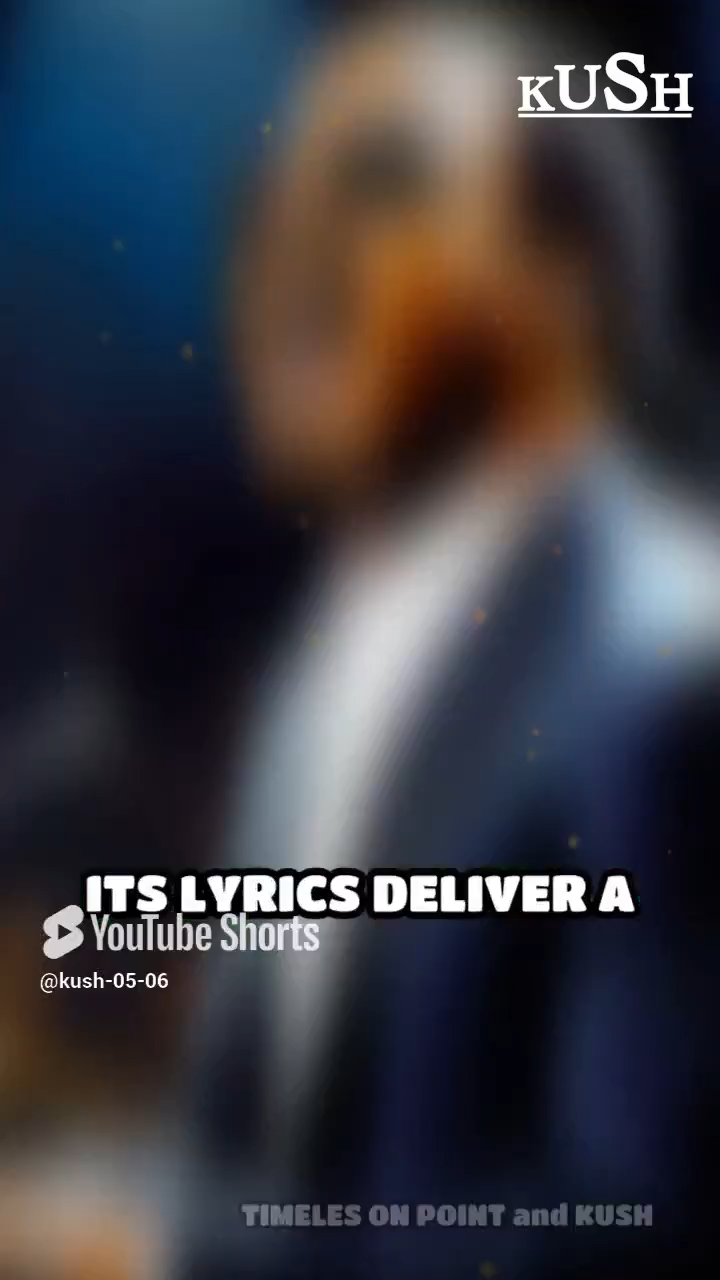 KUSH
ITS LYRICS DELIVER A
YouTube Shorts
@kush-05-06
TIMELES ON POINT and KUSH